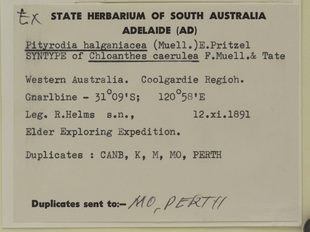 Ex STATE HERBARIUM OF SOUTH AUSTRALIA
ADELAIDE (AD)
Pityrodia halganiacea (Muell.) E.Pritzel
SYNTYPE of Chloanthes caerulea F.Muell.& Tate
Western Australia. Coolgardie Regioh.
Gnarlbine - 31°09'S; 120°58'E
Leg. R.Helms s.n., 12.xi.1891
Elder Exploring Expedition.
Duplicates : CANB, K, M, MO, PERTH
Duplicates sent to:- MO, PERTH